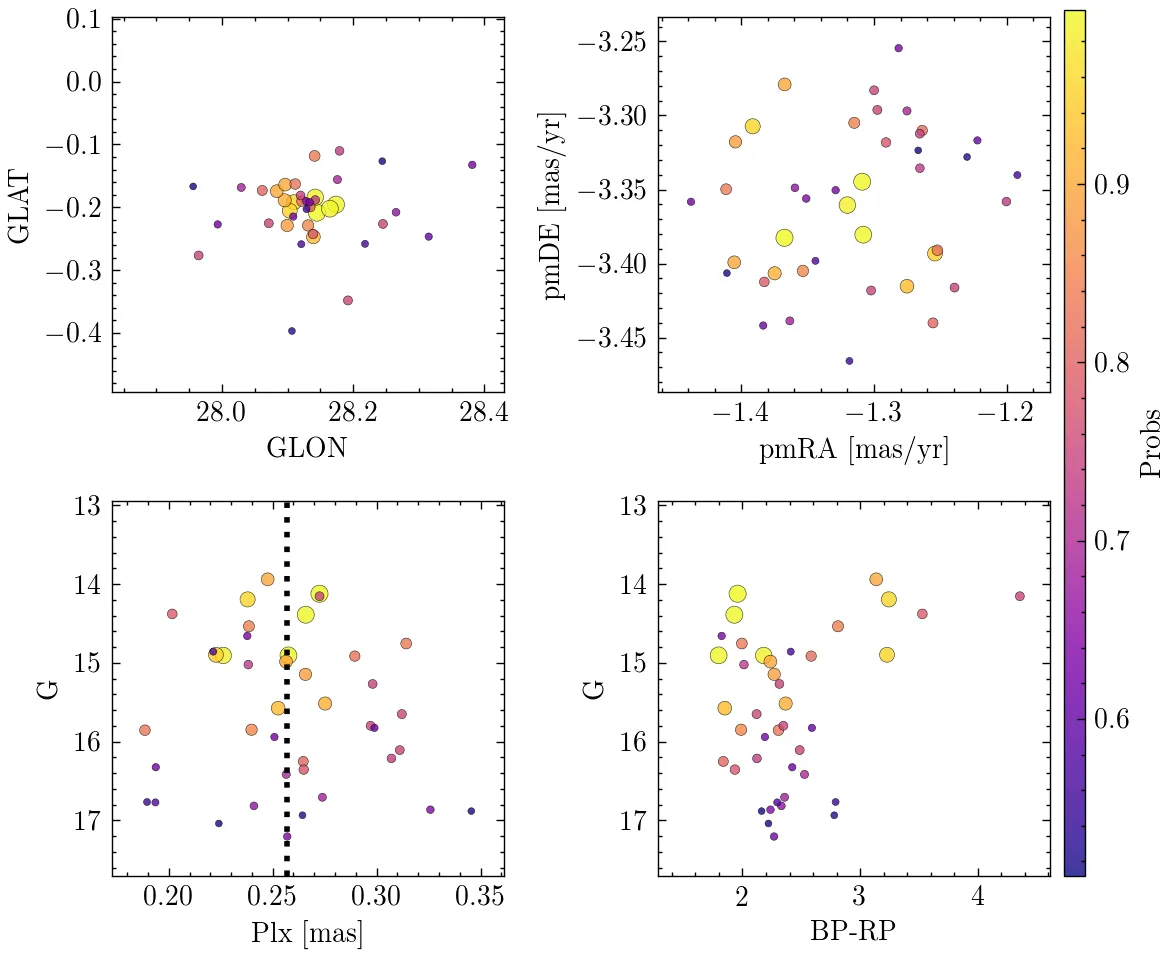 0.1
0.0
−0.1
−0.2
−0.3
−0.4
GLAT
28.0 28.2 28.4
GLON
−3.25
−3.30
−3.35
−3.40
−3.45
pmDE [mas/yr]
−1.4 −1.3 −1.2
pmRA [mas/yr]
13
14
15
16
17
G
0.20 0.25 0.30 0.35
Plx [mas]
13
14
15
16
17
G
2 3 4
BP-RP
0.9
0.8
0.7
0.6
Probs